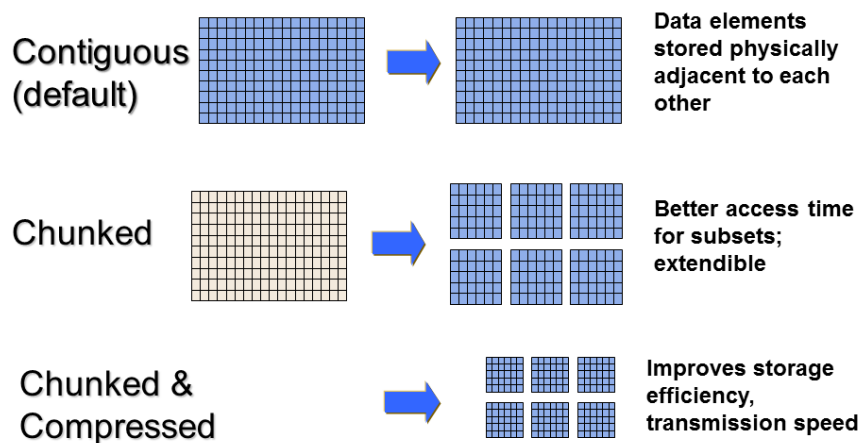 Contiguous
(default)
Data elements
stored physically
adjacent to each
other
Chunked
Better access time
for subsets;
extendible
Chunked &
Compressed
Improves storage
efficiency,
transmission speed